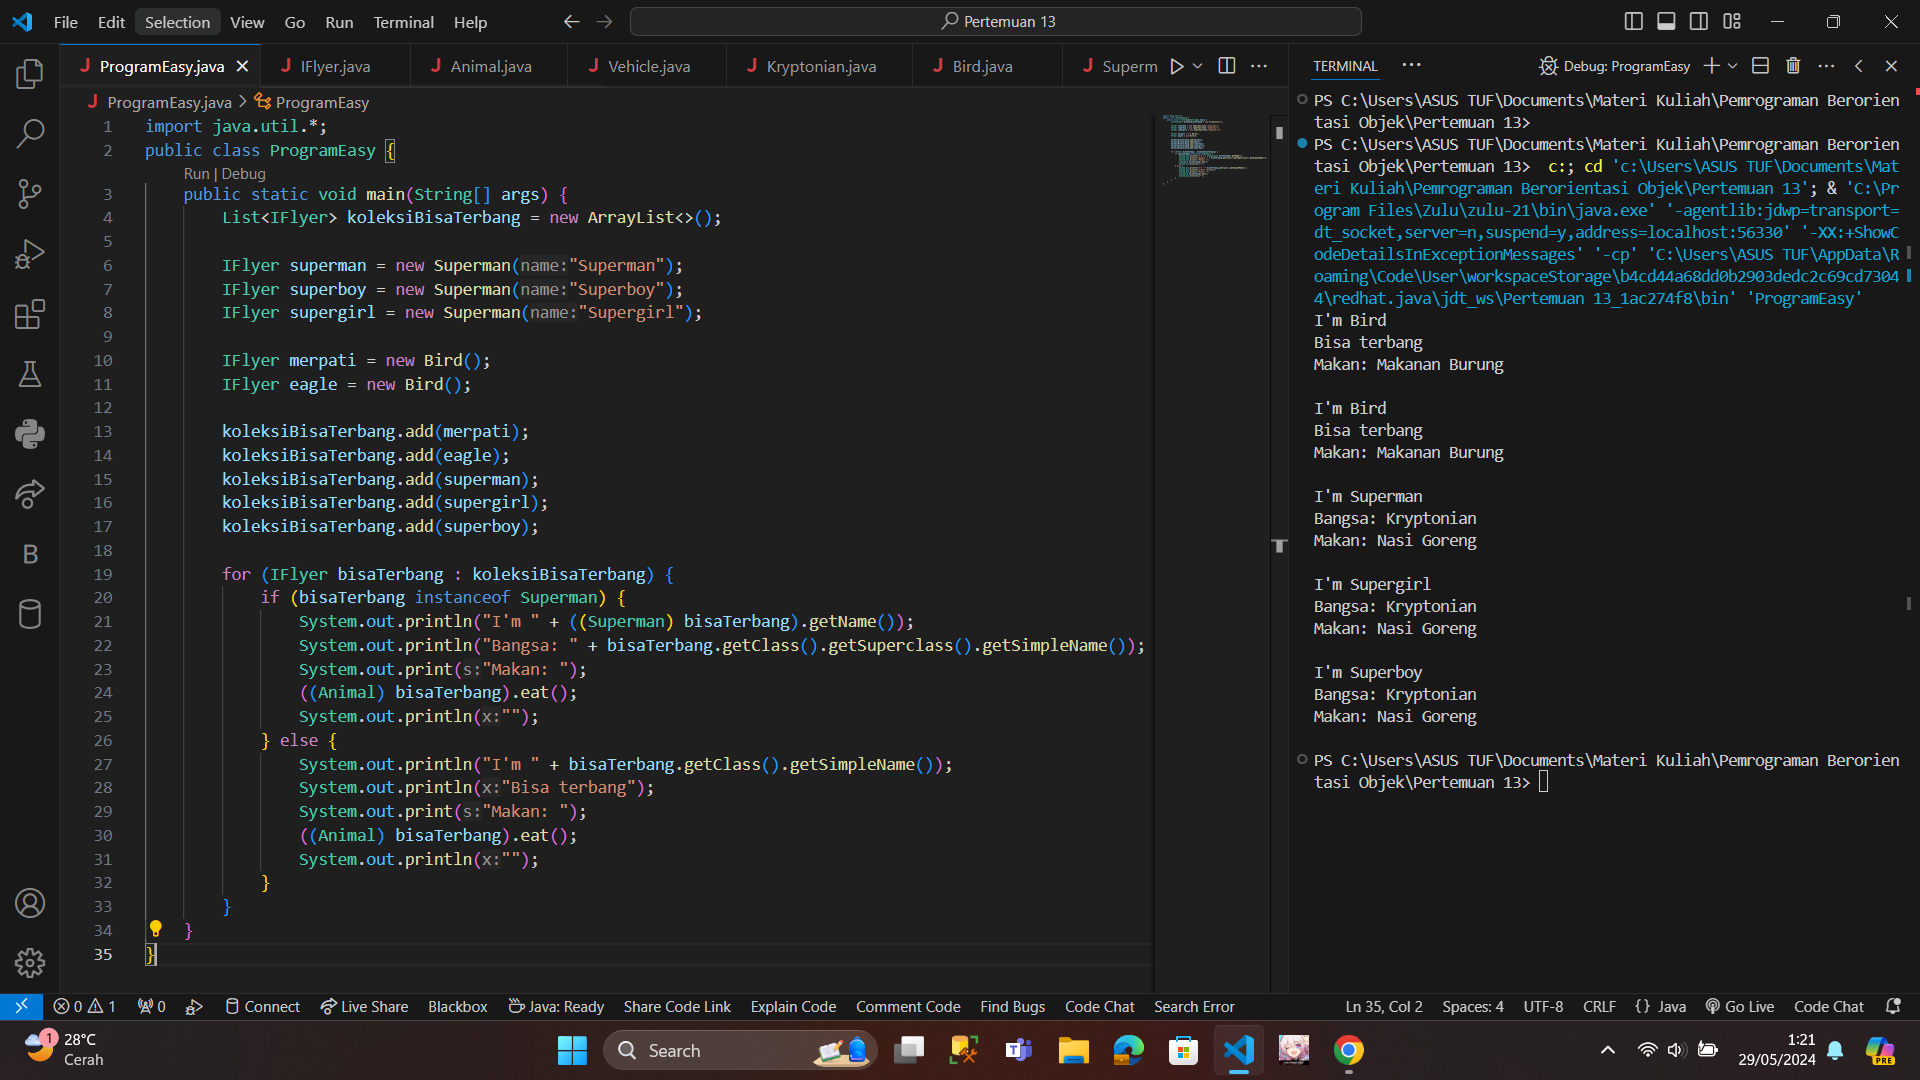 File Edit Selection View Go Run Terminal Help
Pertemuan 13
ProgramEasy.java
IFlyer.java
Animal.java
Vehicle.java
Kryptonian.java
Bird.java
Superm
ProgramEasy.java > ProgramEasy
1 import java.util.*;
2 public class ProgramEasy {
Run | Debug
3 public static void main(String[] args) {
4 List<IFlyer> koleksiBisaTerbang = new ArrayList<>();
5
6 IFlyer superman = new Superman(name:"Superman");
7 IFlyer superboy = new Superman(name:"Superboy");
8 IFlyer supergirl = new Superman(name:"Supergirl");
9
10 IFlyer merpati = new Bird();
11 IFlyer eagle = new Bird();
12
13 koleksiBisaTerbang.add(merpati);
14 koleksiBisaTerbang.add(eagle);
15 koleksiBisaTerbang.add(superman);
16 koleksiBisaTerbang.add(supergirl);
17 koleksiBisaTerbang.add(superboy);
18
19 for (IFlyer bisaTerbang : koleksiBisaTerbang) {
20 if (bisaTerbang instanceof Superman) {
21 System.out.println("I'm " + ((Superman) bisaTerbang).getName());
22 System.out.println("Bangsa: " + bisaTerbang.getClass().getSuperclass().getSimpleName());
23 System.out.print(s:"Makan: ");
24 ((Animal) bisaTerbang).eat();
25 System.out.println(x:"");
26 } else {
27 System.out.println("I'm " + bisaTerbang.getClass().getSimpleName());
28 System.out.println(x:"Bisa terbang");
29 System.out.print(s:"Makan: ");
30 ((Animal) bisaTerbang).eat();
31 System.out.println(x:"");
32 }
33 }
34 }
35 }
TERMINAL
Debug: ProgramEasy
PS C:\Users\ASUS TUF\Documents\Materi Kuliah\Pemrograman Berorien
tasi Objek\Pertemuan 13>
PS C:\Users\ASUS TUF\Documents\Materi Kuliah\Pemrograman Berorien
tasi Objek\Pertemuan 13>  c:; cd 'c:\Users\ASUS TUF\Documents\Mat
eri Kuliah\Pemrograman Berorientasi Objek\Pertemuan 13'; & 'C:\Pr
ogram Files\Zulu\zulu-21\bin\java.exe' '-agentlib:jdwp=transport=
dt_socket,server=n,suspend=y,address=localhost:56330' '-XX:+ShowC
odeDetailsInExceptionMessages' '-cp' 'C:\Users\ASUS TUF\AppData\R
oaming\Code\User\workspaceStorage\b4cd44a68dd0b2903dedc2c69cd7304
4\redhat.java\jdt_ws\Pertemuan 13_1ac274f8\bin' 'ProgramEasy'
I'm Bird
Bisa terbang
Makan: Makanan Burung
I'm Bird
Bisa terbang
Makan: Makanan Burung
I'm Superman
Bangsa: Kryptonian
Makan: Nasi Goreng
I'm Supergirl
Bangsa: Kryptonian
Makan: Nasi Goreng
I'm Superboy
Bangsa: Kryptonian
Makan: Nasi Goreng
PS C:\Users\ASUS TUF\Documents\Materi Kuliah\Pemrograman Berorien
tasi Objek\Pertemuan 13>
0 1 0 Connect Live Share Blackbox Java: Ready Share Code Link Explain Code Comment Code Find Bugs Code Chat Search Error Ln 35, Col 2 Spaces: 4 UTF-8 CRLF {} Java Go Live Code Chat
1
28°C
Cerah
Search
1:21
29/05/2024
PRE